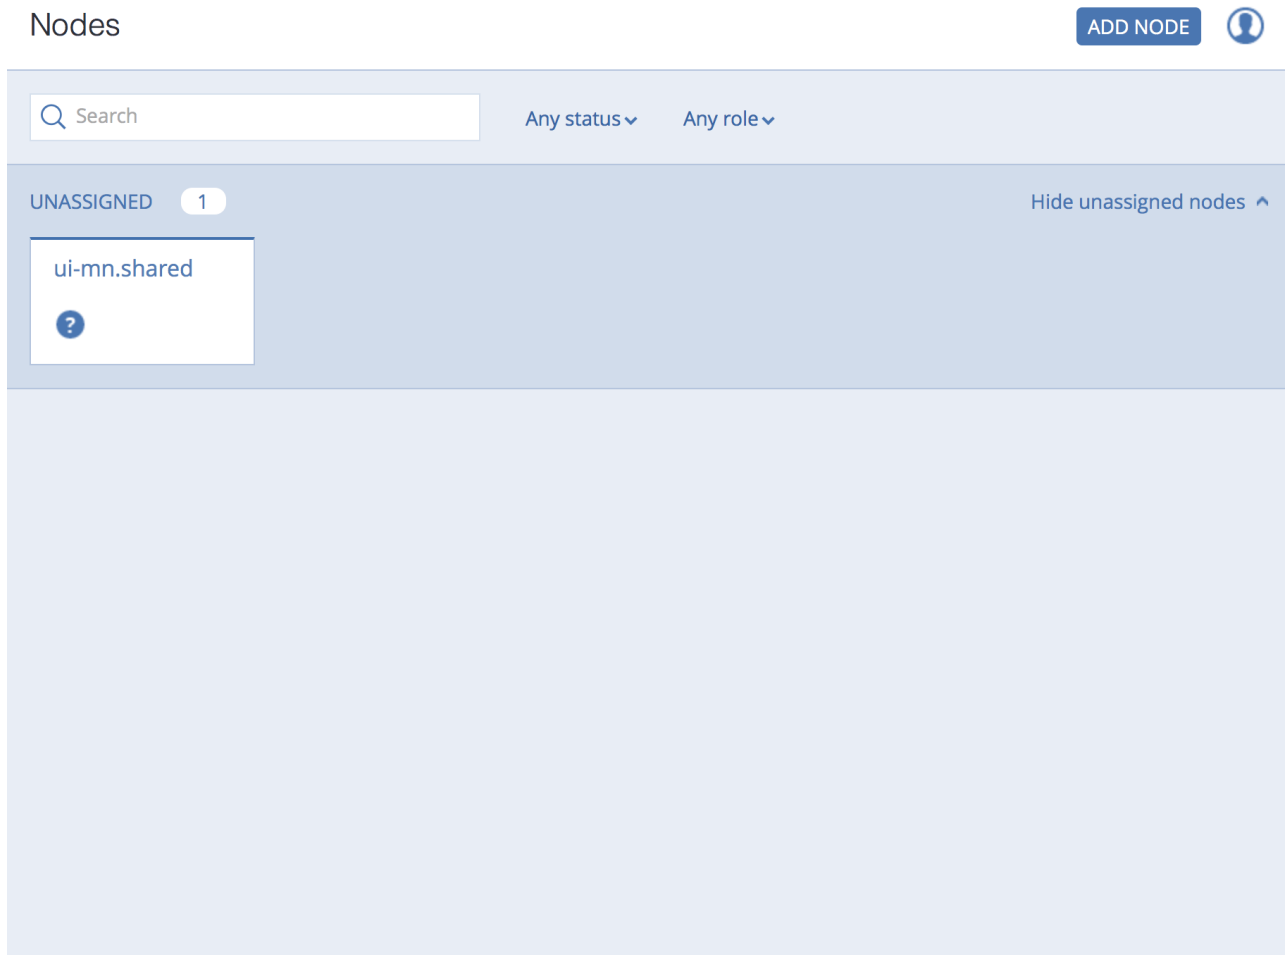 Nodes
ADD NODE
Search
Any status
Any role
UNASSIGNED 1
Hide unassigned nodes
ui-mn.shared
?